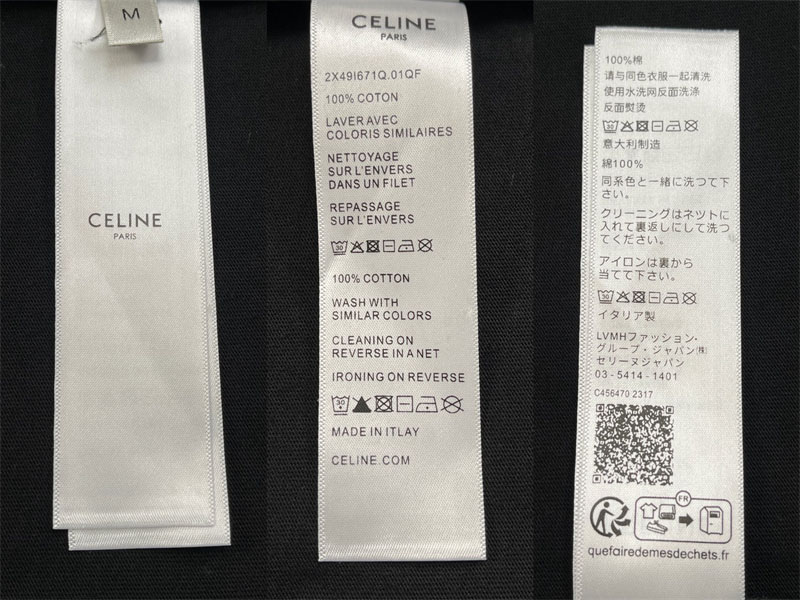 M
CELINE
PARIS
CELINE
PARIS
2X49I671Q.01QF
100% COTON
LAVER AVEC
COLORIS SIMILAIRES
NETTOYAGE
SUR L'ENVERS
DANS UN FILET
REPASSAGE
SUR L'ENVERS
30
100% COTTON
WASH WITH
SIMILAR COLORS
CLEANING ON
REVERSE IN A NET
IRONING ON REVERSE
30
MADE IN ITLAY
CELINE.COM
100%棉
请与同色衣服一起清洗
使用水洗网反面洗涤
反面熨烫
30
意大利制造
綿100%
同系色と一緒に洗つて下
さい。
クリーニングはネツトに
入れて裏返しにして洗つ
てください。
アイロンは裏から
当てて下さい。
30
イタリア製
LVMHファッション·
グループ・ジャパン㈱
セリーヌジャパン
03-5414-1401
C456470 2317
FR
quefairedemesdechets.fr